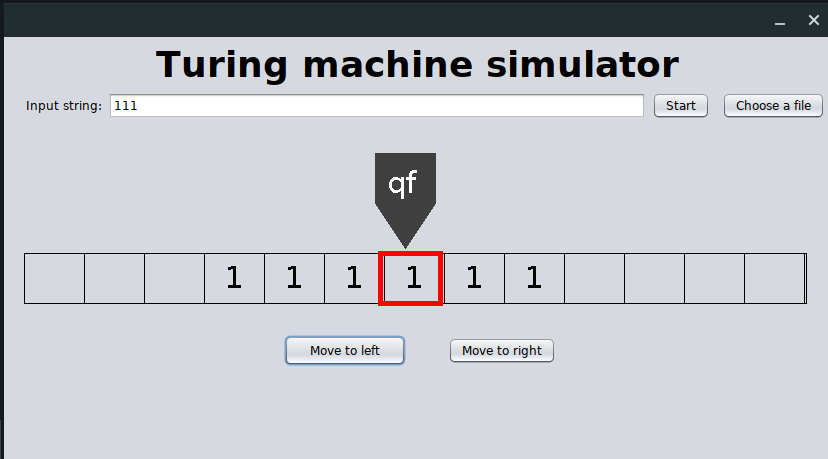 Turing machine simulator
Input string: 111 Start Choose a file
qf
1 1 1 1 1 1
Move to left Move to right